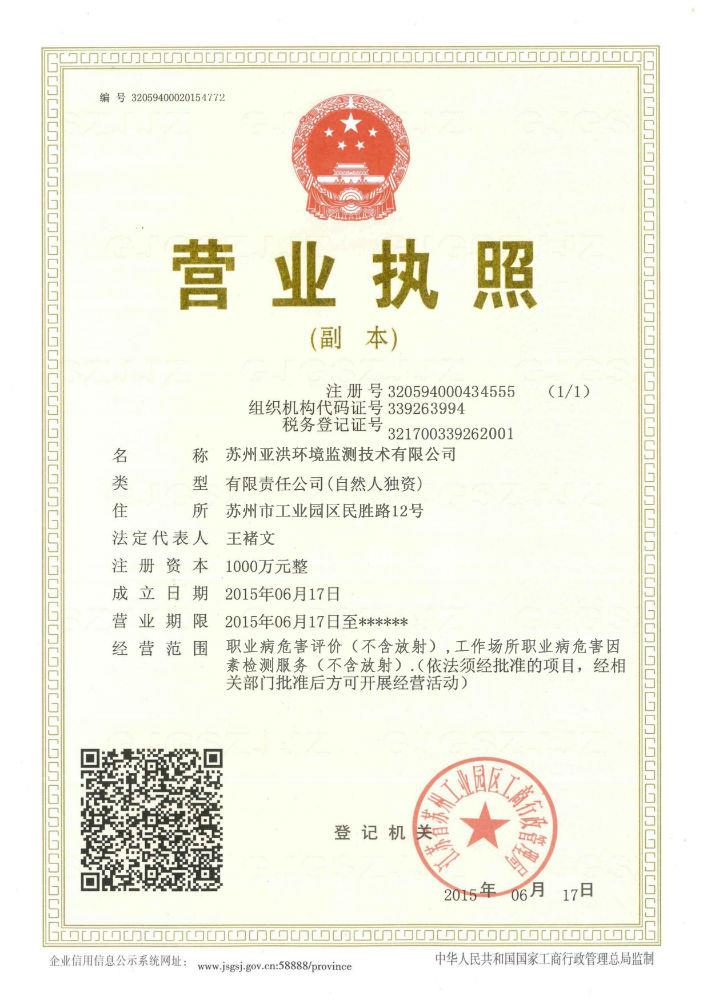 编 号 32059400020154772
营业执照
(副 本)
注 册 号 320594000434555 (1/1)
组织机构代码证号 339263994
税务登记证号 321700339262001
名 称 苏州亚洪环境监测技术有限公司
类 型 有限责任公司(自然人独资)
住 所 苏州市工业园区民胜路12号
法定代表人 王褚文
注 册 资 本 1000万元整
成 立 日 期 2015年06月17日
营 业 期 限 2015年06月17日至******
经 营 范 围 职业病危害评价（不含放射）,工作场所职业病危害因
素检测服务（不含放射）.（依法须经批准的项目，经相
关部门批准后方可开展经营活动）
江苏省苏州工业园区工商行政管理局
登 记 机 关
2015年 06月 17日
企业信用信息公示系统网址： www.jsgsj.gov.cn:58888/province
中华人民共和国国家工商行政管理总局监制